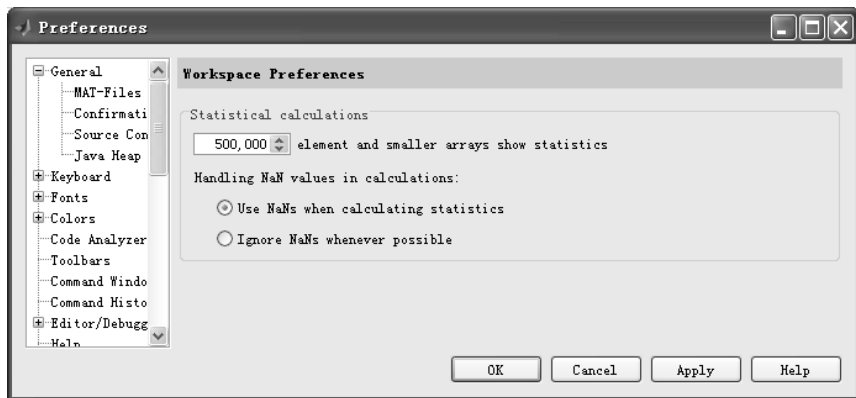 Preferences
General
MAT-Files
Confirmati
Source Con
Java Heap
Keyboard
Fonts
Colors
Code Analyzer
Toolbars
Command Windo
Command Histo
Editor/Debugg
Help
Workspace Preferences
Statistical calculations
500,000 element and smaller arrays show statistics
Handling NaN values in calculations:
Use NaNs when calculating statistics
Ignore NaNs whenever possible
OK Cancel Apply Help